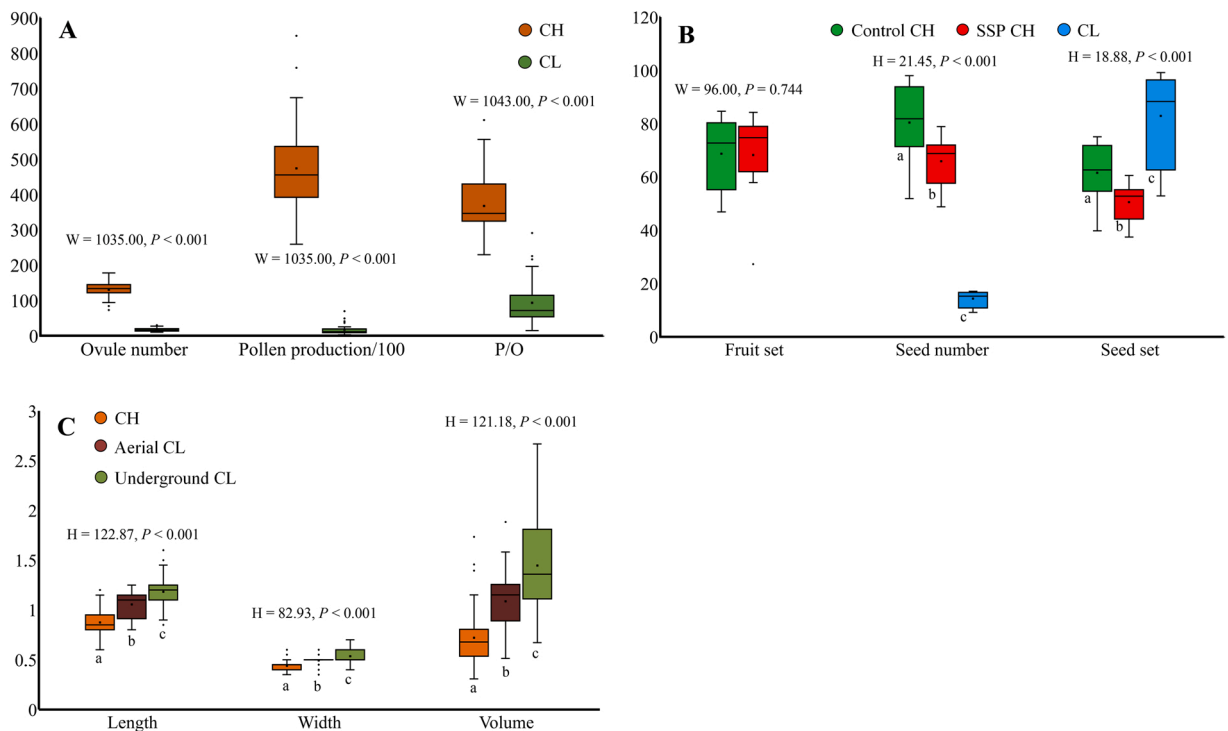 A
CH
CL
900
800
700
600
500
400
300
200
100
0
W = 1035.00, P < 0.001
W = 1035.00, P < 0.001
W = 1043.00, P < 0.001
Ovule number
Pollen production/100
P/O
B
Control CH
SSP CH
CL
120
100
80
60
40
20
0
W = 96.00, P = 0.744
H = 21.45, P < 0.001
H = 18.88, P < 0.001
a
b
c
a
b
c
Fruit set
Seed number
Seed set
C
CH
Aerial CL
Underground CL
3
2.5
2
1.5
1
0.5
0
H = 122.87, P < 0.001
H = 82.93, P < 0.001
H = 121.18, P < 0.001
a
b
c
a
b
c
a
b
c
Length
Width
Volume